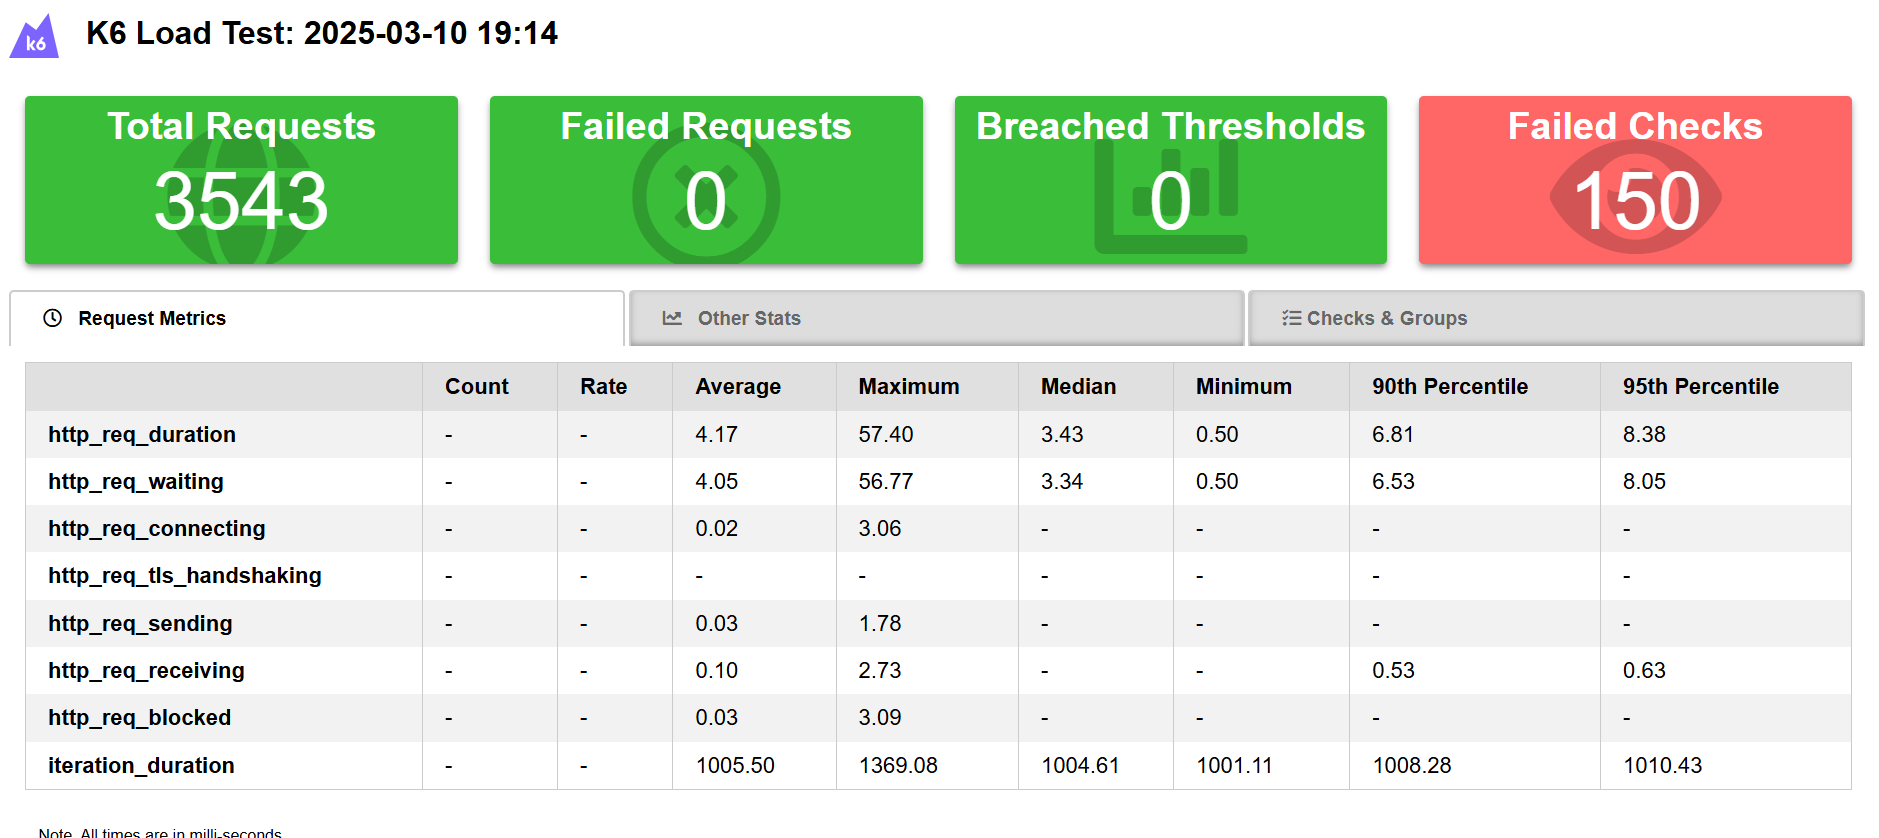 k6
K6 Load Test: 2025-03-10 19:14
Total Requests
3543
Failed Requests
0
Breached Thresholds
0
Failed Checks
150
Request Metrics
Other Stats
Checks & Groups
Count Rate Average Maximum Median Minimum 90th Percentile 95th Percentile
http_req_duration - - 4.17 57.40 3.43 0.50 6.81 8.38
http_req_waiting - - 4.05 56.77 3.34 0.50 6.53 8.05
http_req_connecting - - 0.02 3.06 - - - -
http_req_tls_handshaking - - - - - - - -
http_req_sending - - 0.03 1.78 - - - -
http_req_receiving - - 0.10 2.73 - - 0.53 0.63
http_req_blocked - - 0.03 3.09 - - - -
iteration_duration - - 1005.50 1369.08 1004.61 1001.11 1008.28 1010.43
Note. All times are in milli-seconds